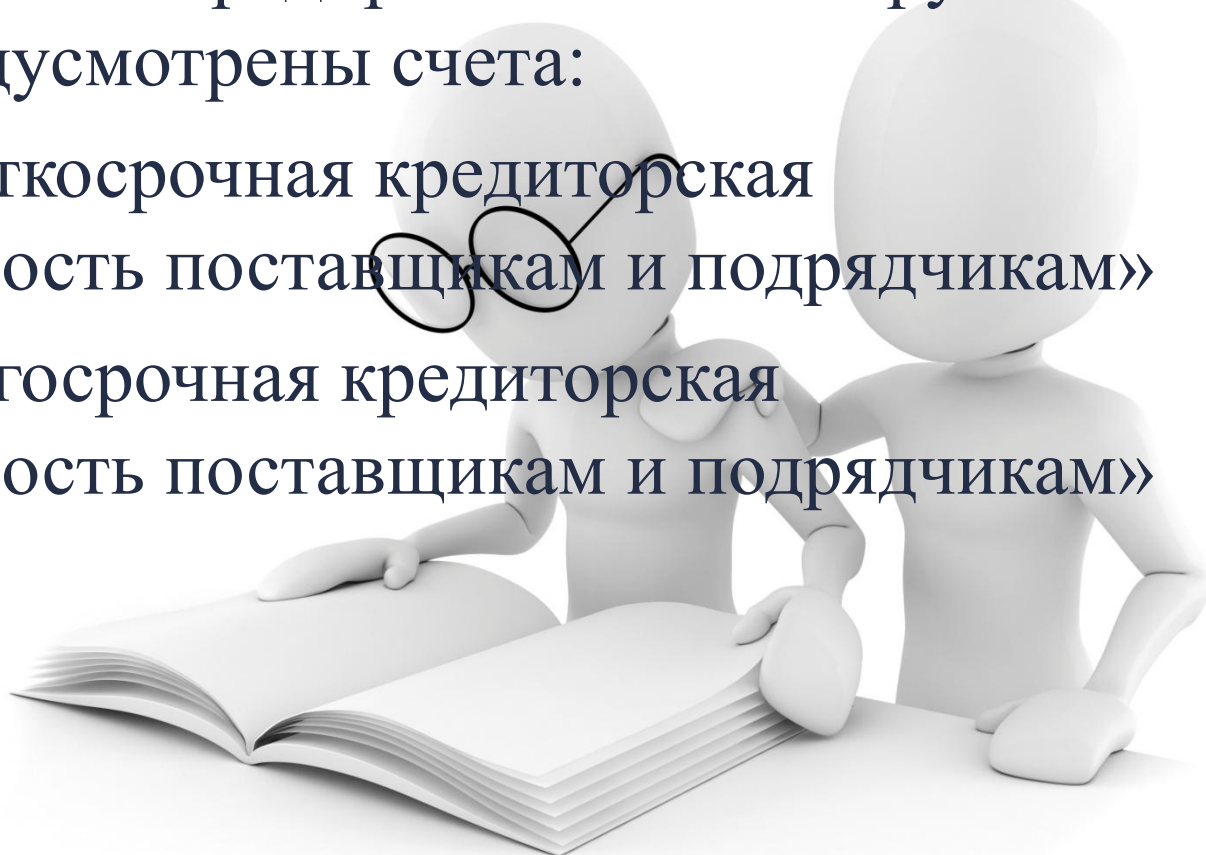 дусмотрены счета:
ткосрочная кредиторская
ость поставщикам и подрядчикам»
госрочная кредиторская
ость поставщикам и подрядчикам»